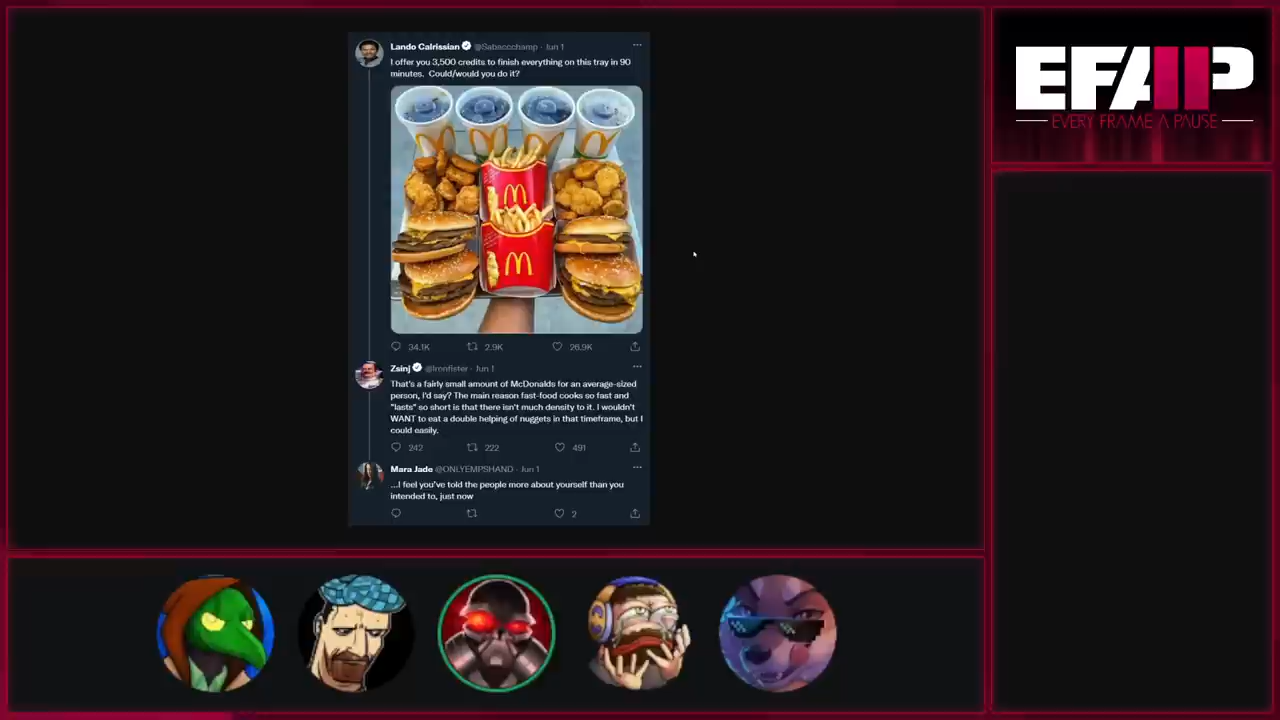 Lando Calrissian @Sabaccchamp · Jun 1
I offer you 3,500 credits to finish everything on this tray in 90
minutes. Could/would you do it?
34.1K 2.9K 26.9K
Zsinj @Ironfister · Jun 1
That's a fairly small amount of McDonalds for an average-sized
person, I'd say? The main reason fast-food cooks so fast and
"lasts" so short is that there isn't much density to it. I wouldn't
WANT to eat a double helping of nuggets in that timeframe, but I
could easily.
242 222 491
Mara Jade @ONLYEMPSHAND · Jun 1
...I feel you've told the people more about yourself than you
intended to, just now
2
EFAP
EVERY FRAME A PAUSE